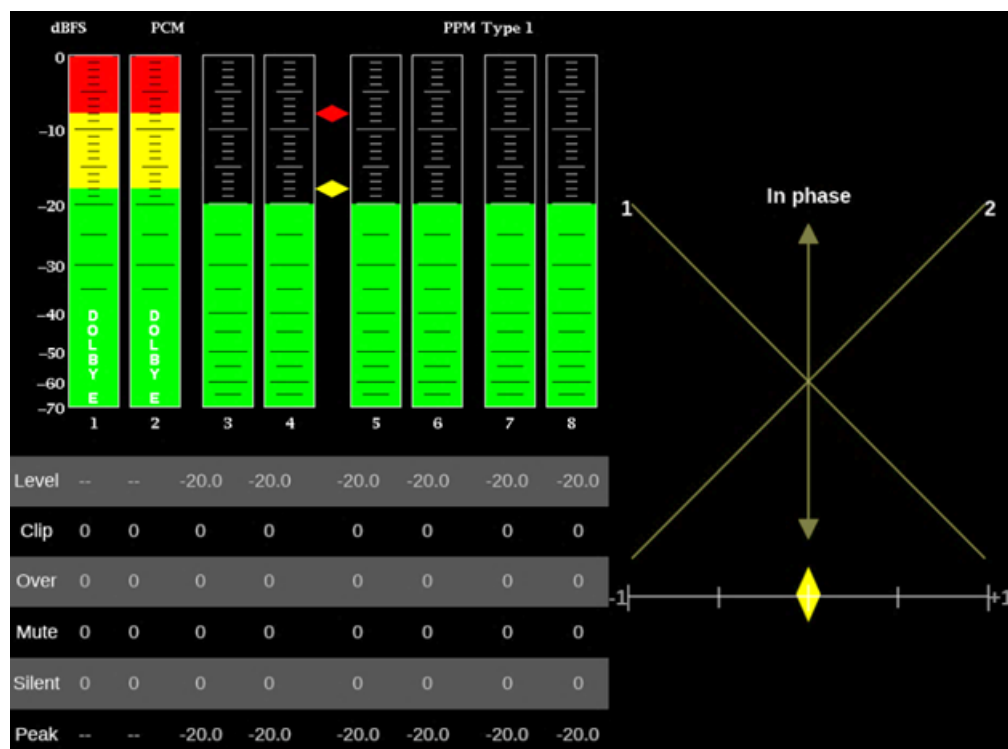 dBFS PCM PPM Type 1
0
-10
-20
-30
-40
-50
-60
-70
DOLBY E
DOLBY E
1 2 3 4 5 6 7 8
Level -- -- -20.0 -20.0 -20.0 -20.0 -20.0 -20.0
Clip 0 0 0 0 0 0 0 0
Over 0 0 0 0 0 0 0 0
Mute 0 0 0 0 0 0 0 0
Silent 0 0 0 0 0 0 0 0
Peak -- -- -20.0 -20.0 -20.0 -20.0 -20.0 -20.0
In phase
1 2
-1 +1